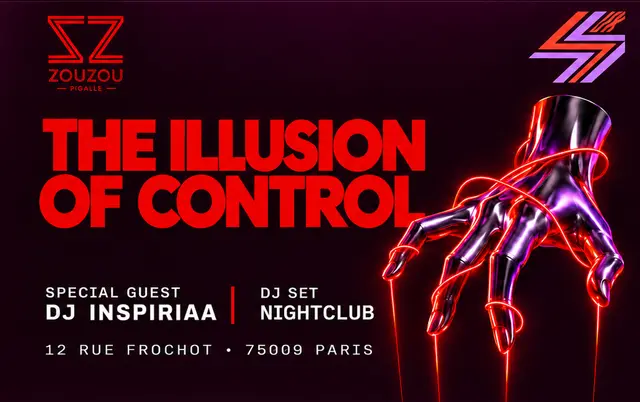 ZOUZOU
PIGALLE
THE ILLUSION
OF CONTROL
SPECIAL GUEST
DJ INSPIRIAA
DJ SET
NIGHTCLUB
12 RUE FROCHOT • 75009 PARIS